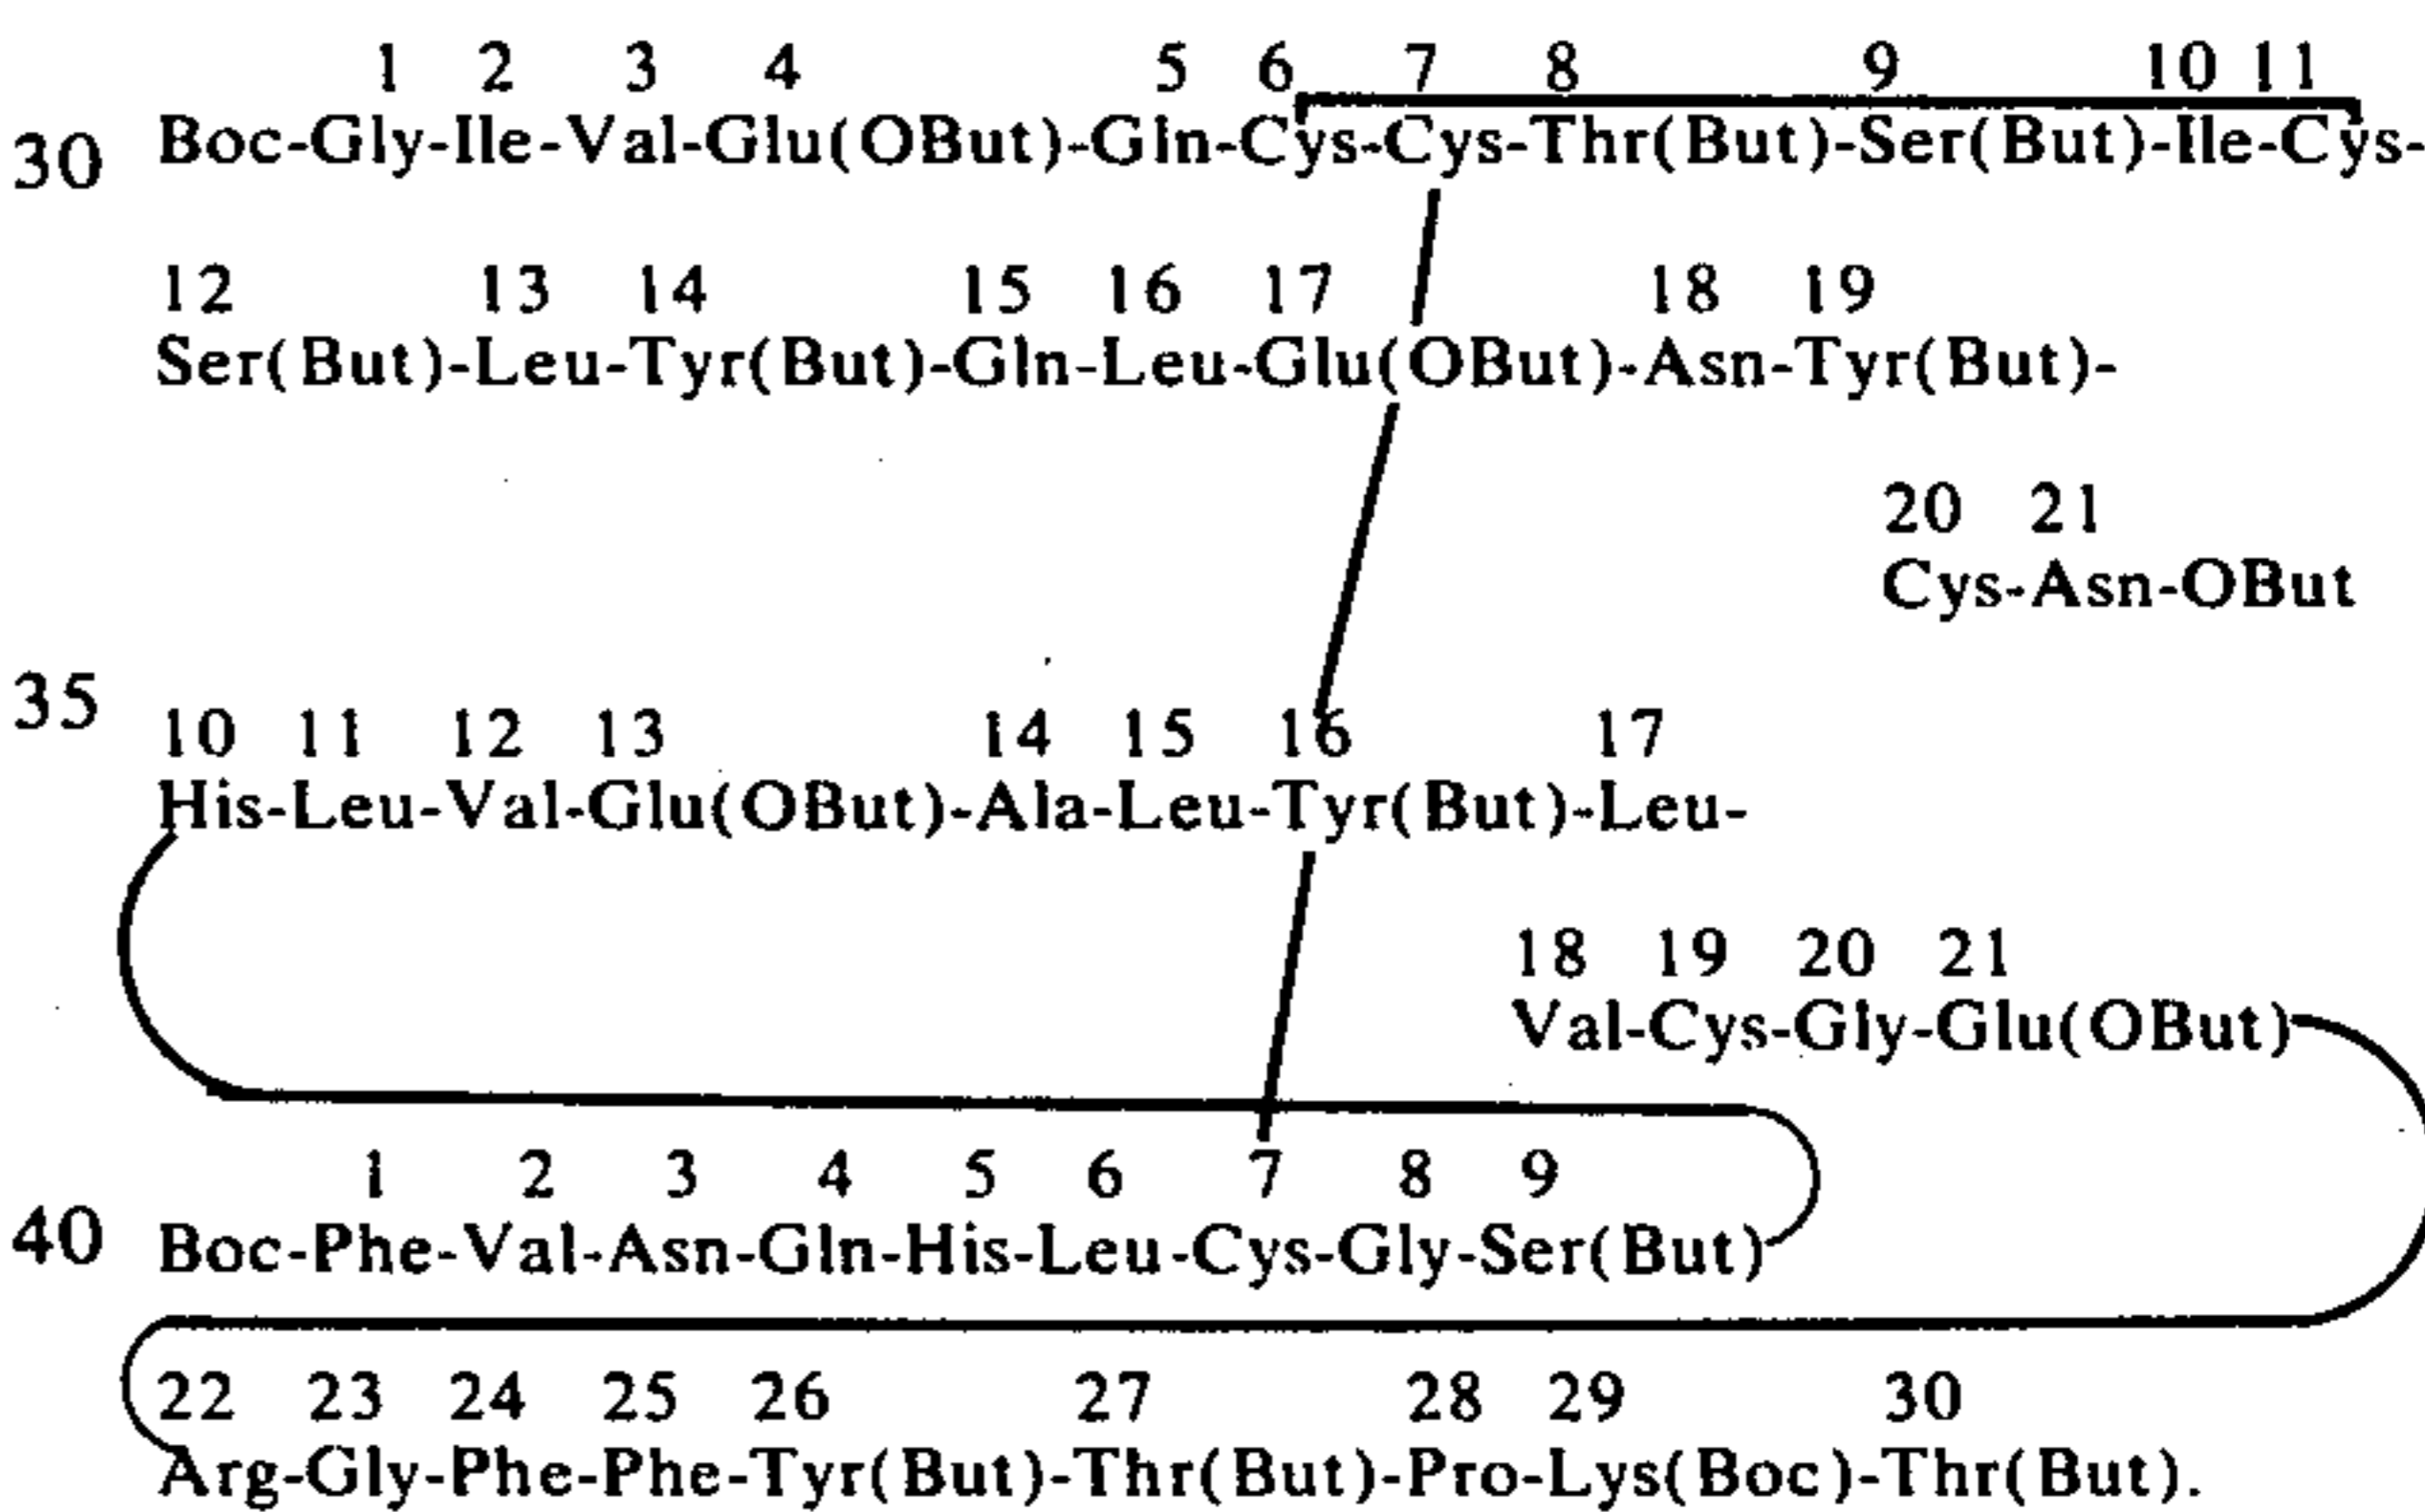 1 2 3 4 5 6 7 8 9 10 11
30 Boc-Gly-Ile-Val-Glu(OBut)-Gln-Cys-Cys-Thr(But)-Ser(But)-Ile-Cys-
12 13 14 15 16 17 18 19
Ser(But)-Leu-Tyr(But)-Gln-Leu-Glu(OBut)-Asn-Tyr(But)-
20 21
Cys-Asn-OBut
35 10 11 12 13 14 15 16 17
His-Leu-Val-Glu(OBut)-Ala-Leu-Tyr(But)-Leu-
18 19 20 21
Val-Cys-Gly-Glu(OBut)
1 2 3 4 5 6 7 8 9
40 Boc-Phe-Val-Asn-Gln-His-Leu-Cys-Gly-Ser(But)
22 23 24 25 26 27 28 29 30
Arg-Gly-Phe-Phe-Tyr(But)-Thr(But)-Pro-Lys(Boc)-Thr(But).